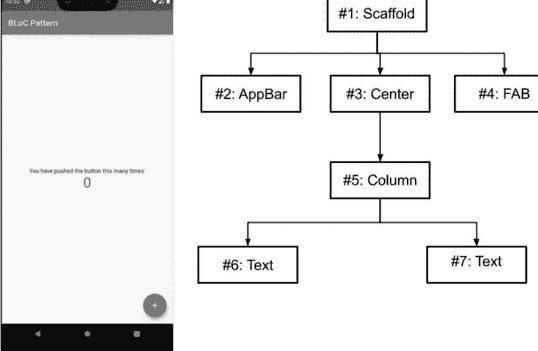 BLoC Pattern
You have pushed the button this many times:
0
+
#1: Scaffold
#2: AppBar
#3: Center
#4: FAB
#5: Column
#6: Text
#7: Text